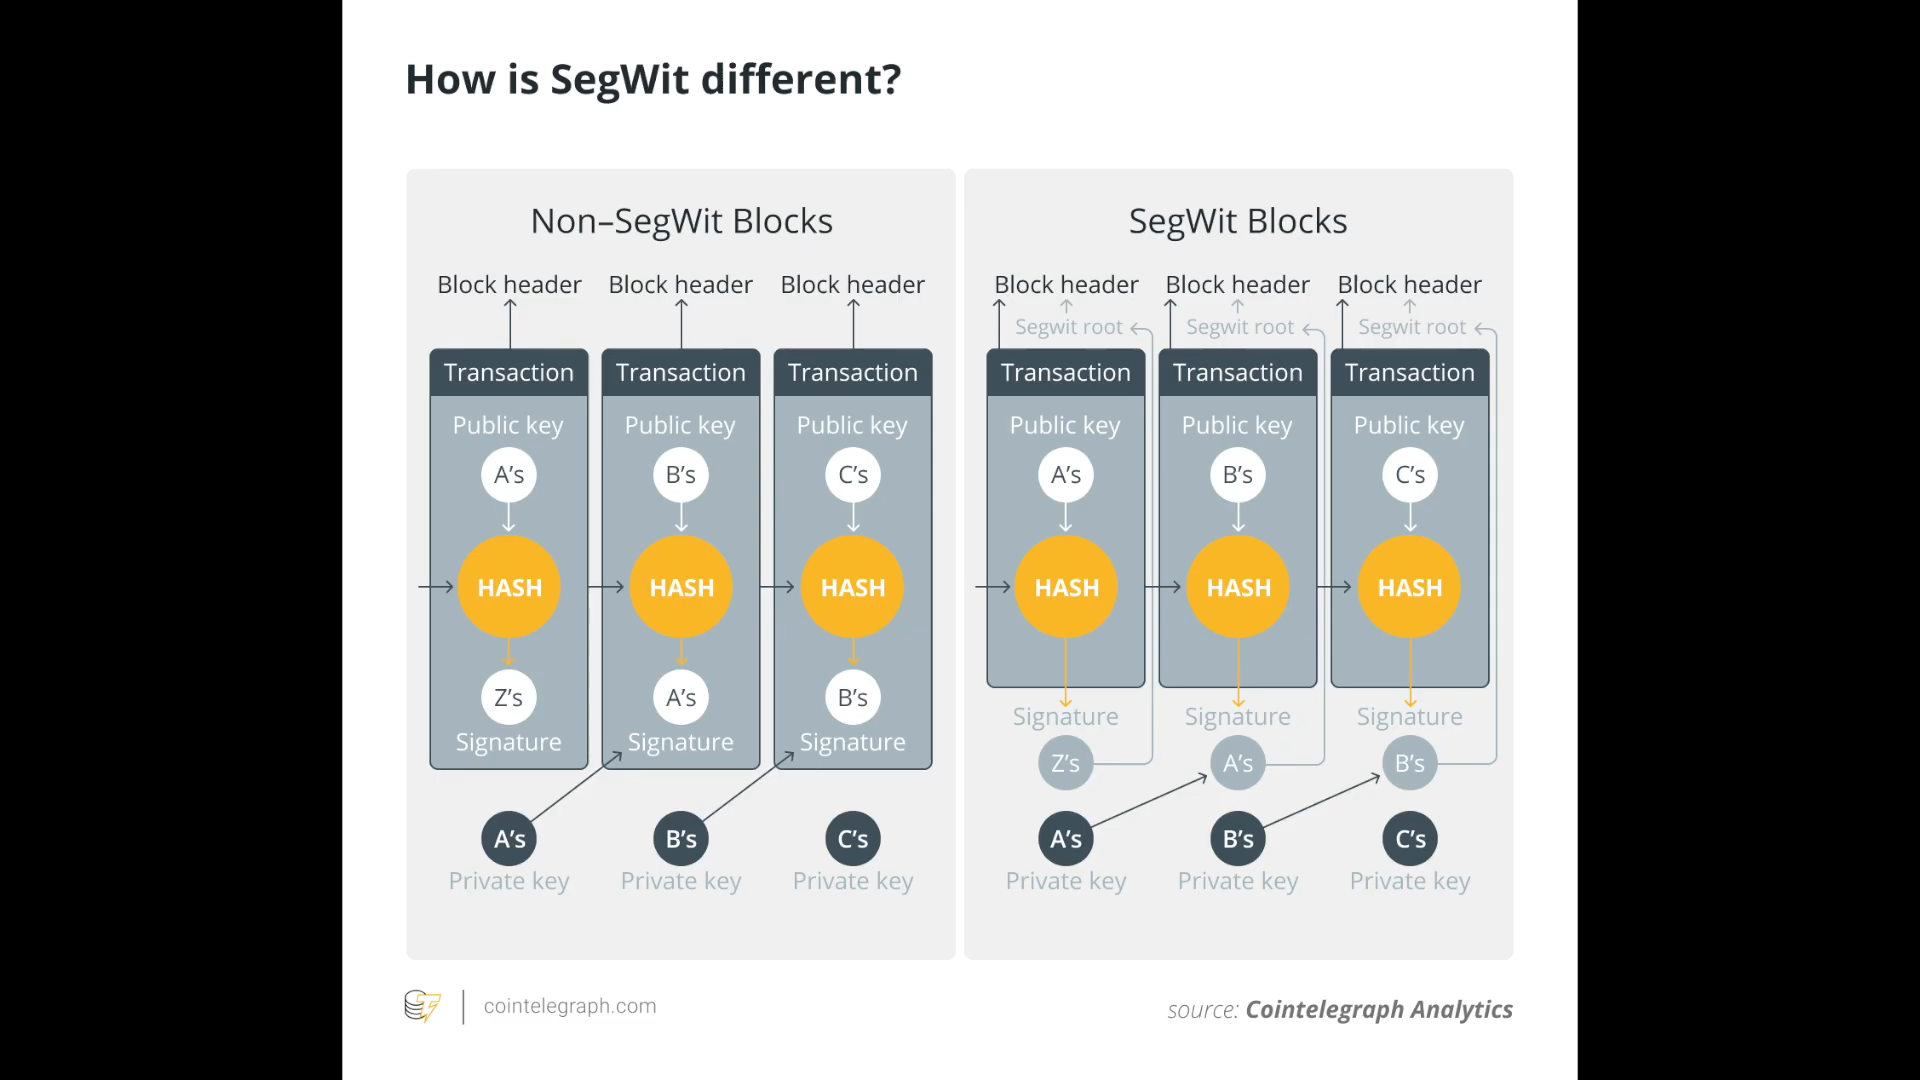 How is SegWit different?
Non–SegWit Blocks
Block header Block header Block header
Transaction Transaction Transaction
Public key Public key Public key
A's B's C's
HASH HASH HASH
Z's A's B's
Signature Signature Signature
A's B's C's
Private key Private key Private key
SegWit Blocks
Block header Block header Block header
Segwit root Segwit root Segwit root
Transaction Transaction Transaction
Public key Public key Public key
A's B's C's
HASH HASH HASH
Signature Signature Signature
Z's A's B's
A's B's C's
Private key Private key Private key
cointelegraph.com
source: Cointelegraph Analytics